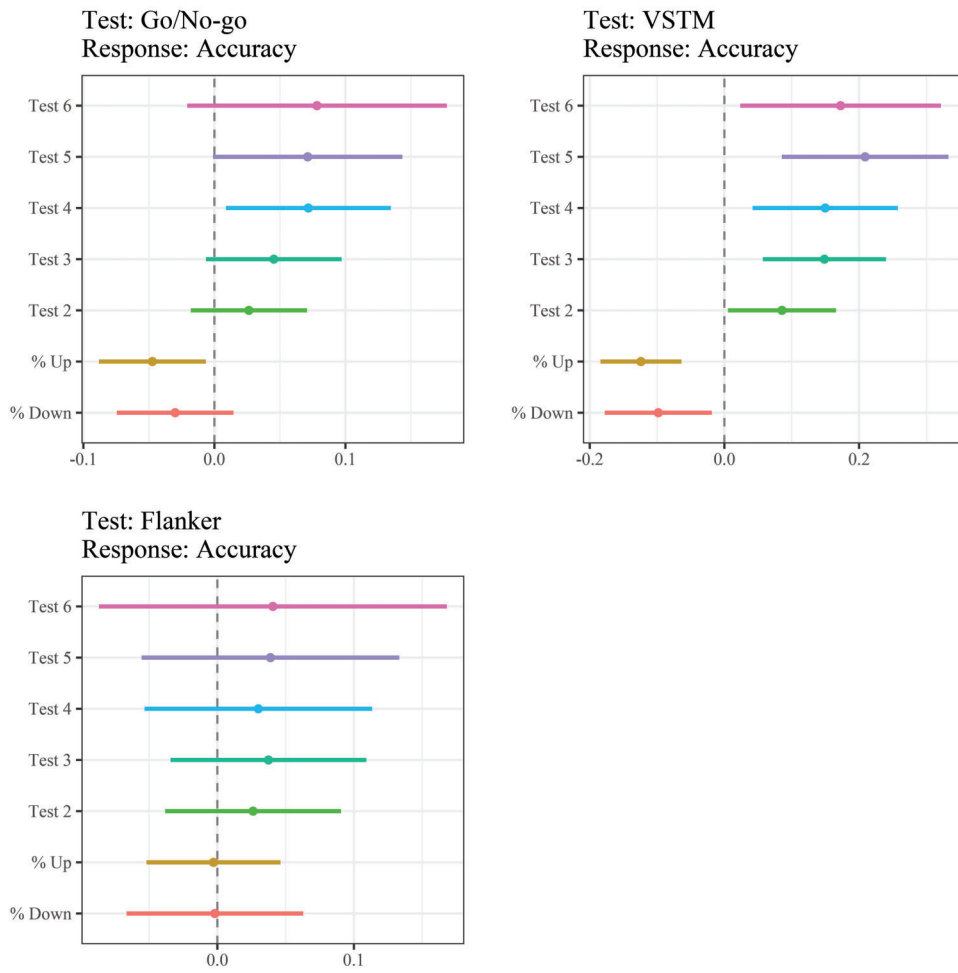 Test: Go/No-go
Response: Accuracy
Test 6
Test 5
Test 4
Test 3
Test 2
% Up
% Down
-0.1 0.0 0.1
Test: VSTM
Response: Accuracy
Test 6
Test 5
Test 4
Test 3
Test 2
% Up
% Down
-0.2 0.0 0.2
Test: Flanker
Response: Accuracy
Test 6
Test 5
Test 4
Test 3
Test 2
% Up
% Down
0.0 0.1